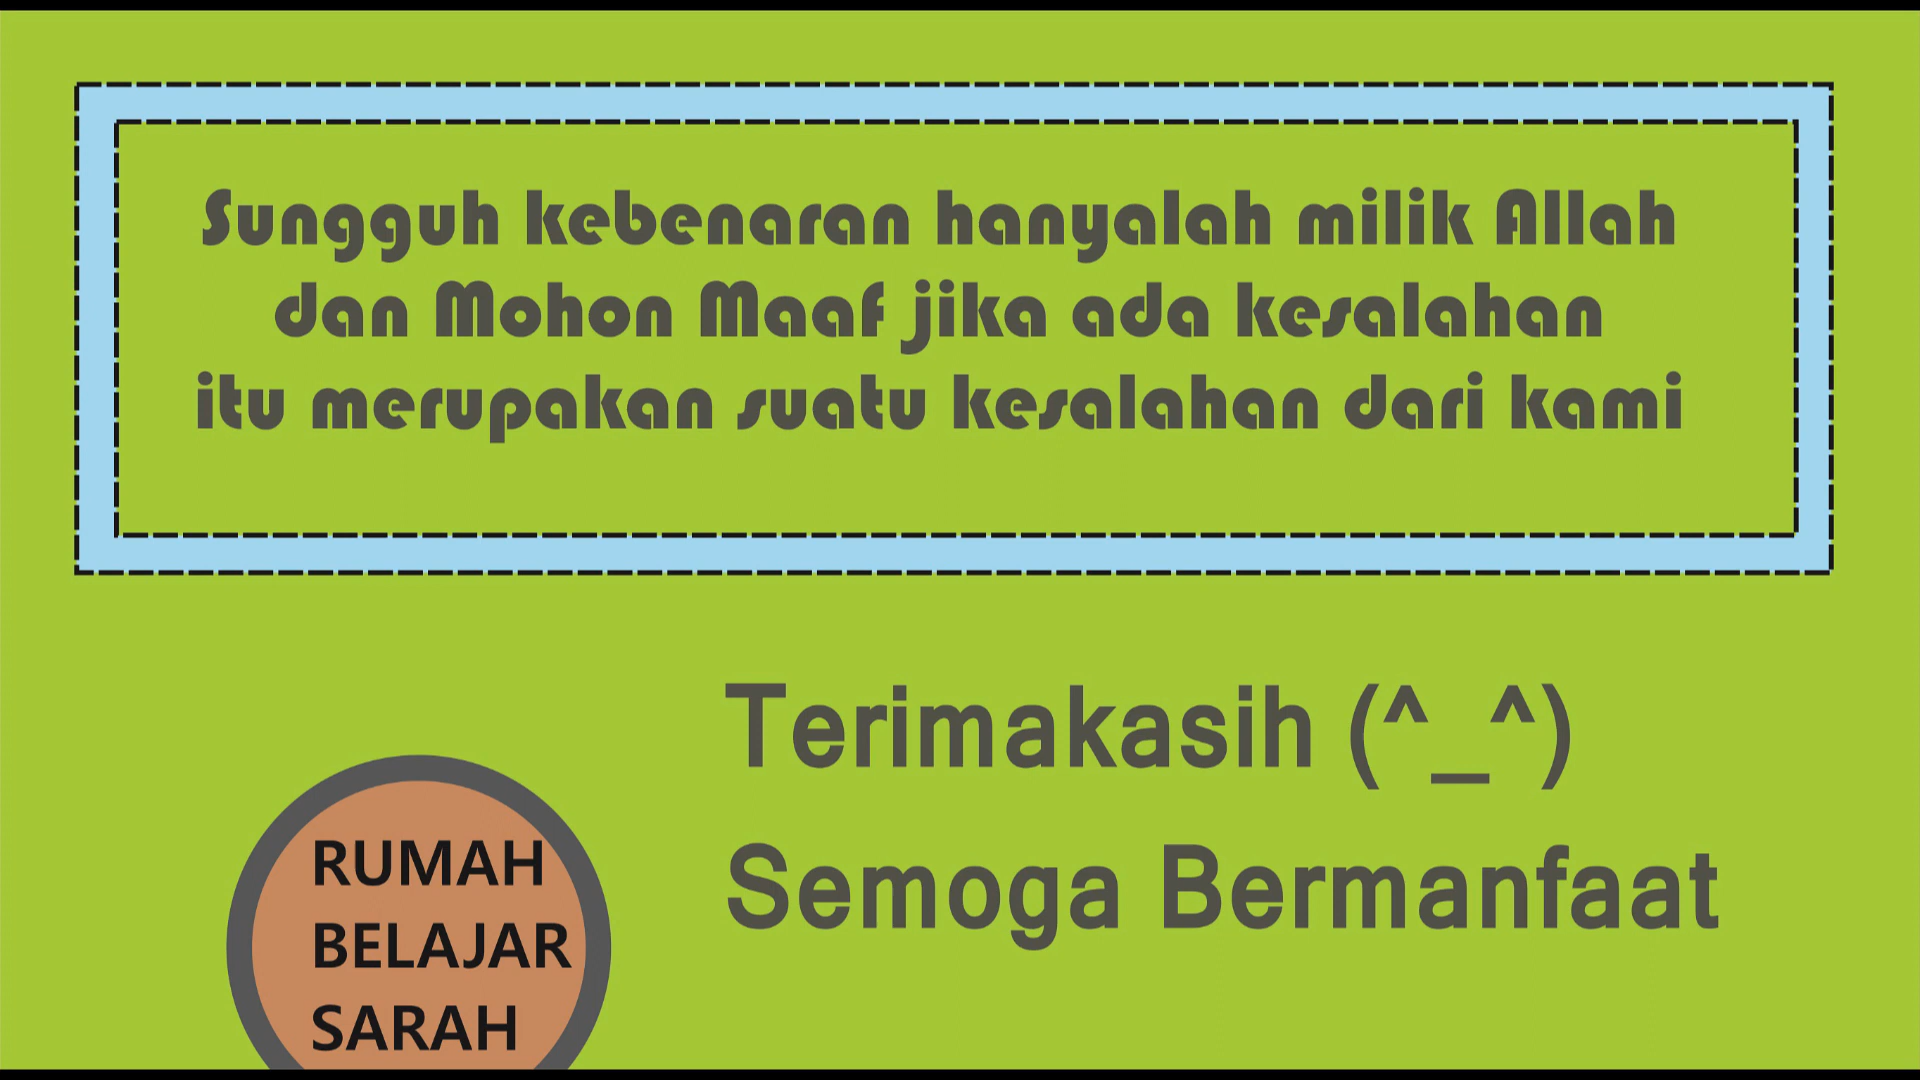 Sungguh kebenaran hanyalah milik Allah
dan Mohon Maaf jika ada kesalahan
itu merupakan suatu kesalahan dari kami
Terimakasih (^_^)
Semoga Bermanfaat
RUMAH
BELAJAR
SARAH